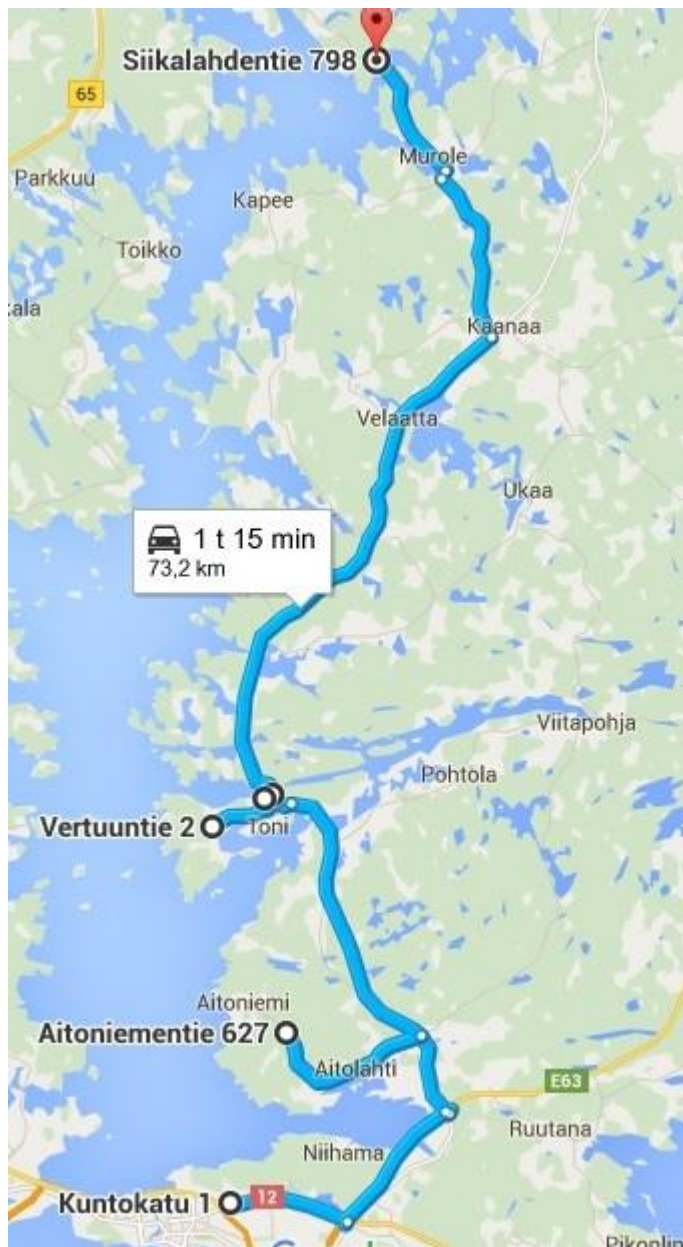 Siikalahdentie 798
65
Murole
Parkkuu
Kapee
Toikko
ala
Kaanaa
Velaatta
Ukaa
1 t 15 min
73,2 km
Viitapohja
Pohtola
Vertuuntie 2
Toni
Aitoniemi
Aitoniementie 627
Aitolahti
E63
Ruutana
Niihama
Kuntokatu 1
12